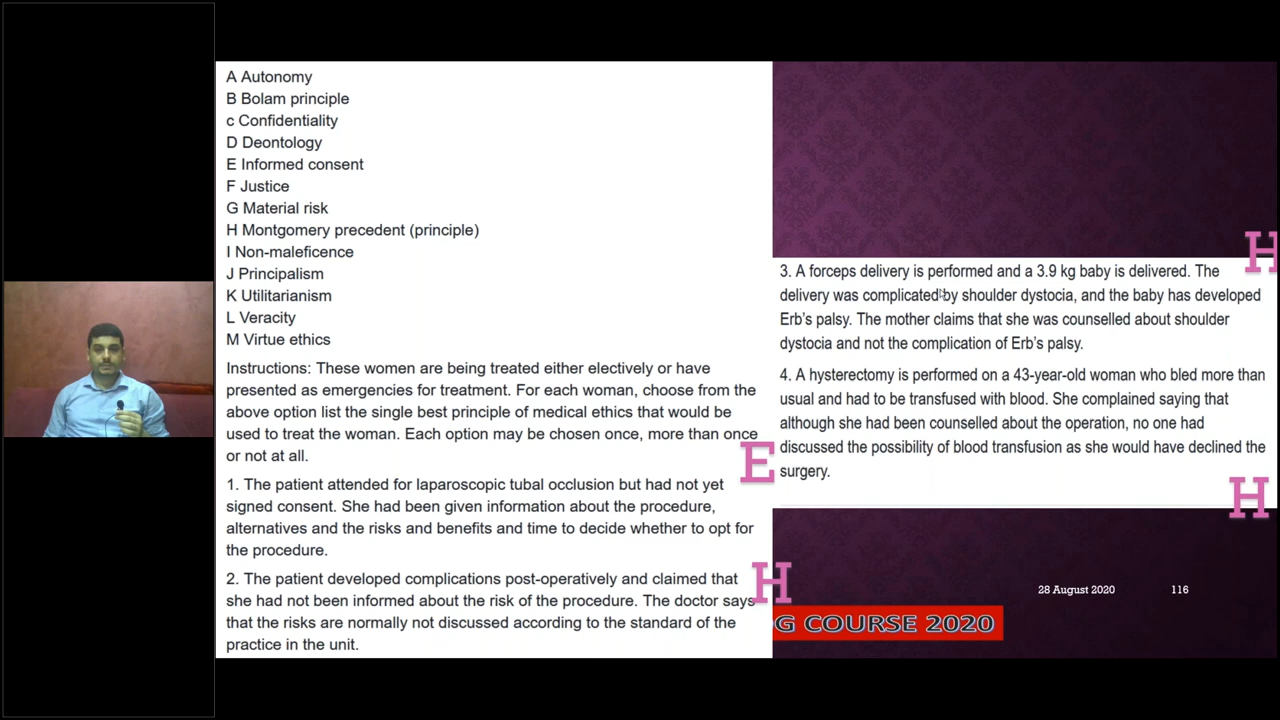 A Autonomy
B Bolam principle
c Confidentiality
D Deontology
E Informed consent
F Justice
G Material risk
H Montgomery precedent (principle)
I Non-maleficence
J Principalism
K Utilitarianism
L Veracity
M Virtue ethics
Instructions: These women are being treated either electively or have
presented as emergencies for treatment. For each woman, choose from the
above option list the single best principle of medical ethics that would be
used to treat the woman. Each option may be chosen once, more than once
or not at all.
E
1. The patient attended for laparoscopic tubal occlusion but had not yet
signed consent. She had been given information about the procedure,
alternatives and the risks and benefits and time to decide whether to opt for
the procedure.
H
2. The patient developed complications post-operatively and claimed that
she had not been informed about the risk of the procedure. The doctor says
that the risks are normally not discussed according to the standard of the
practice in the unit.
H
3. A forceps delivery is performed and a 3.9 kg baby is delivered. The
delivery was complicated by shoulder dystocia, and the baby has developed
Erb's palsy. The mother claims that she was counselled about shoulder
dystocia and not the complication of Erb's palsy.
4. A hysterectomy is performed on a 43-year-old woman who bled more than
usual and had to be transfused with blood. She complained saying that
although she had been counselled about the operation, no one had
discussed the possibility of blood transfusion as she would have declined the
surgery.
H
28 August 2020 116
G COURSE 2020